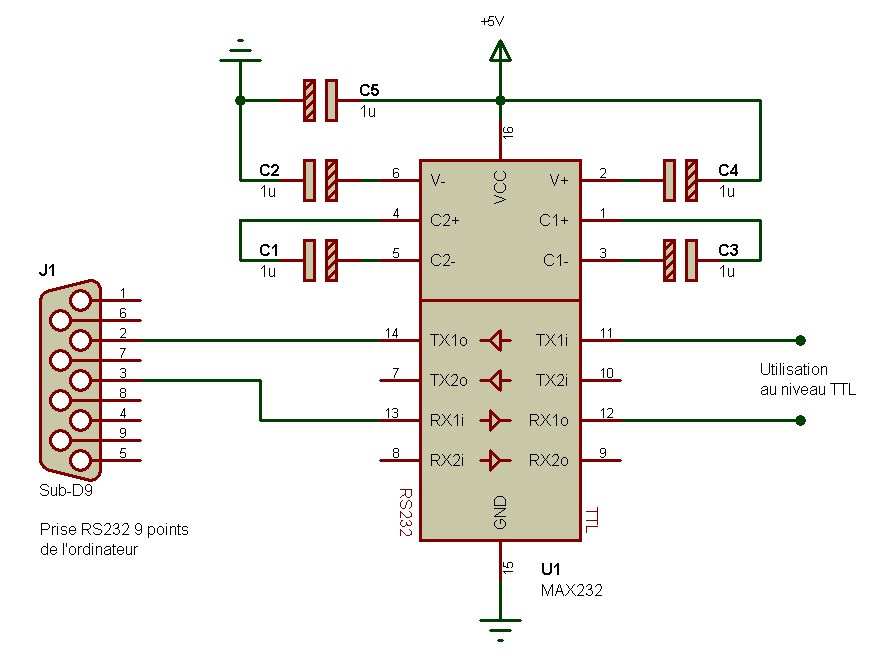 +5V
C5
1u
16
C2
1u
6
V-
VCC
V+
2
C4
1u
4
C2+
C1+
1
C1
1u
5
C2-
C1-
3
C3
1u
J1
1
6
2
7
3
8
4
9
5
Sub-D9
Prise RS232 9 points
de l'ordinateur
14
TX1o
TX1i
11
7
TX2o
TX2i
10
13
RX1i
RX1o
12
8
RX2i
RX2o
9
Utilisation
au niveau TTL
RS232
GND
TTL
15
U1
MAX232